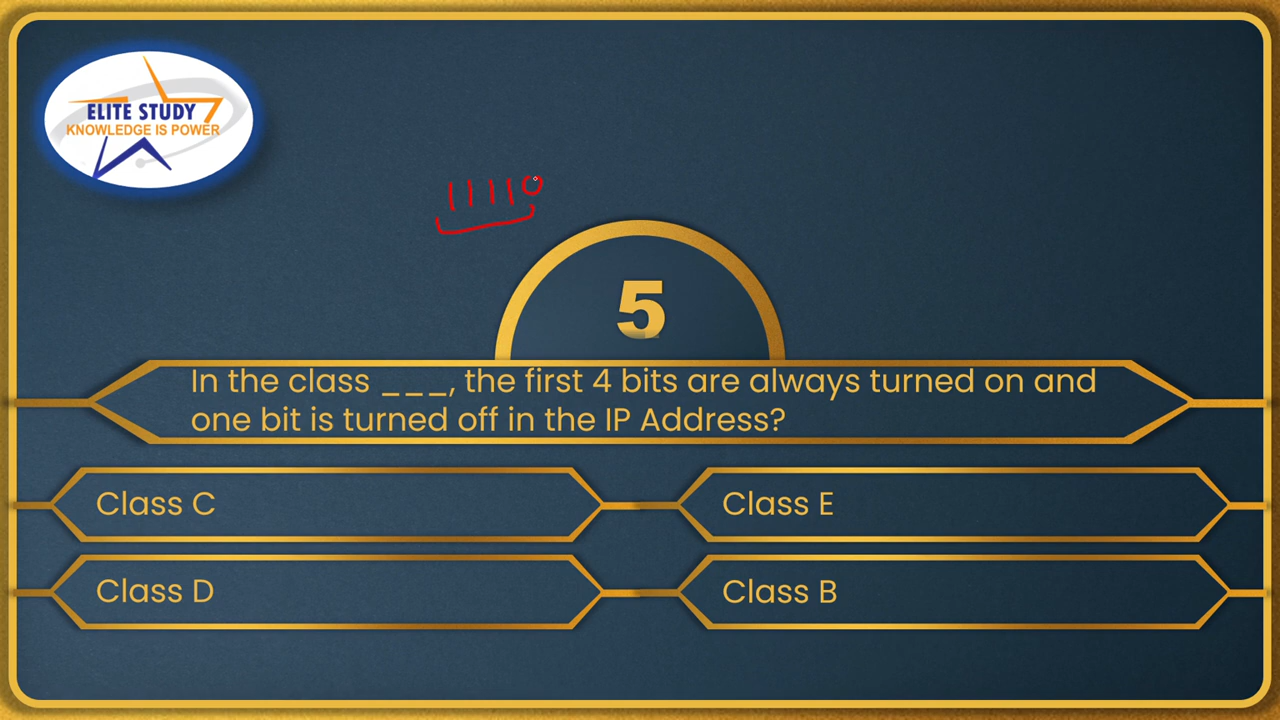 ELITE STUDY
KNOWLEDGE IS POWER
11110
5
In the class ___, the first 4 bits are always turned on and
one bit is turned off in the IP Address?
Class C
Class E
Class D
Class B